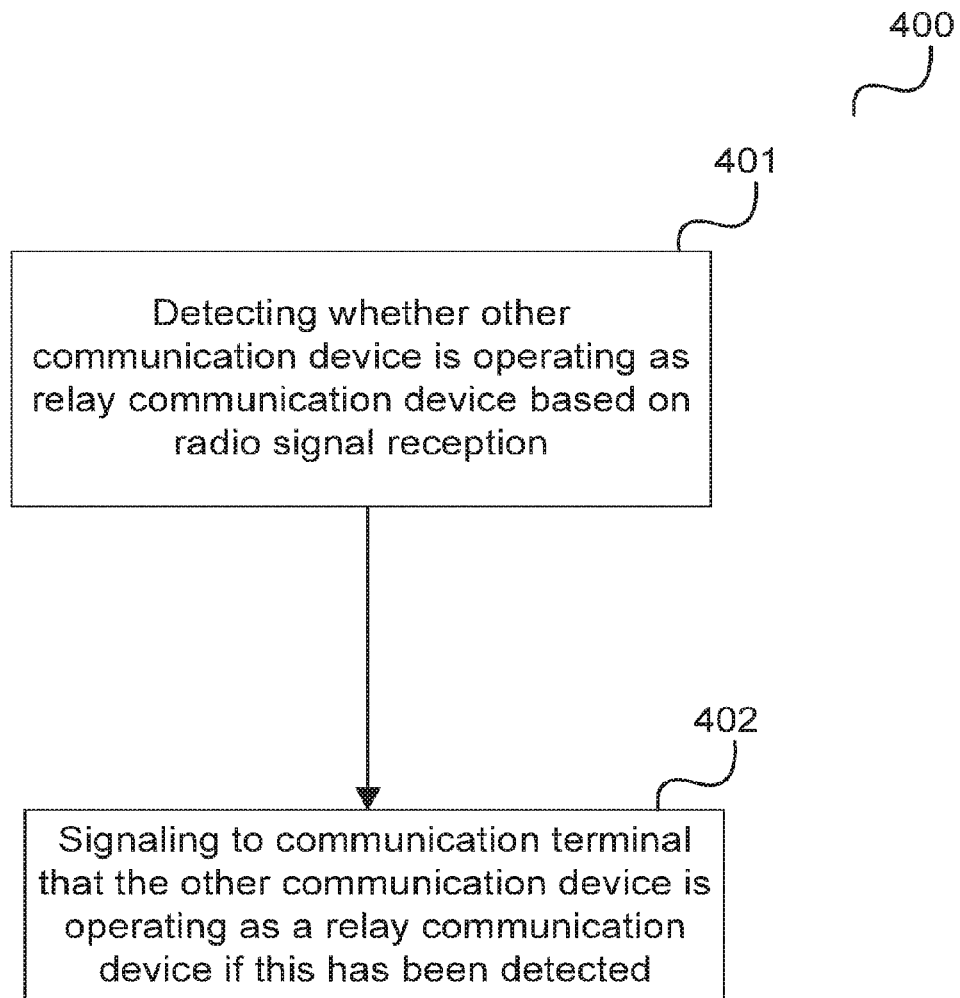 400
401
Detecting whether other
communication device is operating as
relay communication device based on
radio signal reception
402
Signaling to communication terminal
that the other communication device is
operating as a relay communication
device if this has been detected